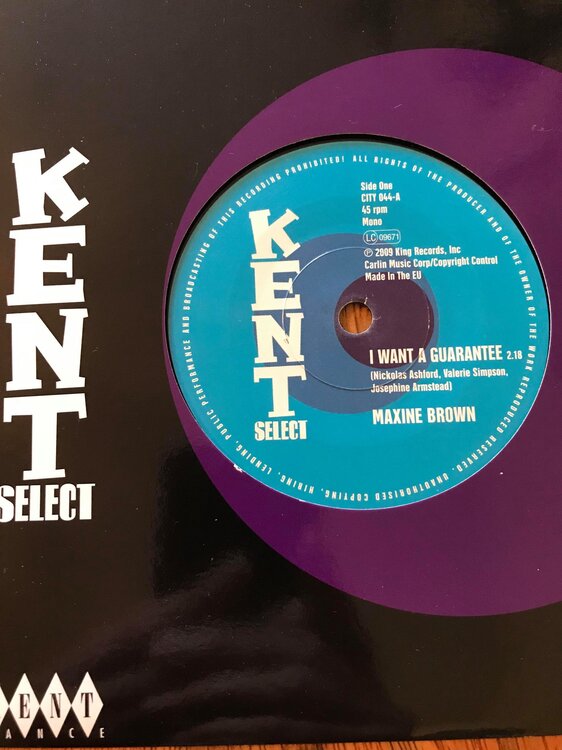 KENT
SELECT
ENT
ANCE
UNAUTHORISED COPYING, HIRING, LENDING, PUBLIC PERFORMANCE AND BROADCASTING OF THIS RECORDING PROHIBITED! ALL RIGHTS OF THE PRODUCER AND OF THE OWNER OF THE WORK REPRODUCED RESERVED.
Side One
CITY 044-A
45 rpm
Mono
LC 09671
℗ 2009 King Records, Inc
Carlin Music Corp/Copyright Control
Made In The EU
KENT
SELECT
I WANT A GUARANTEE 2.18
(Nickolas Ashford, Valerie Simpson,
Josephine Armstead)
MAXINE BROWN